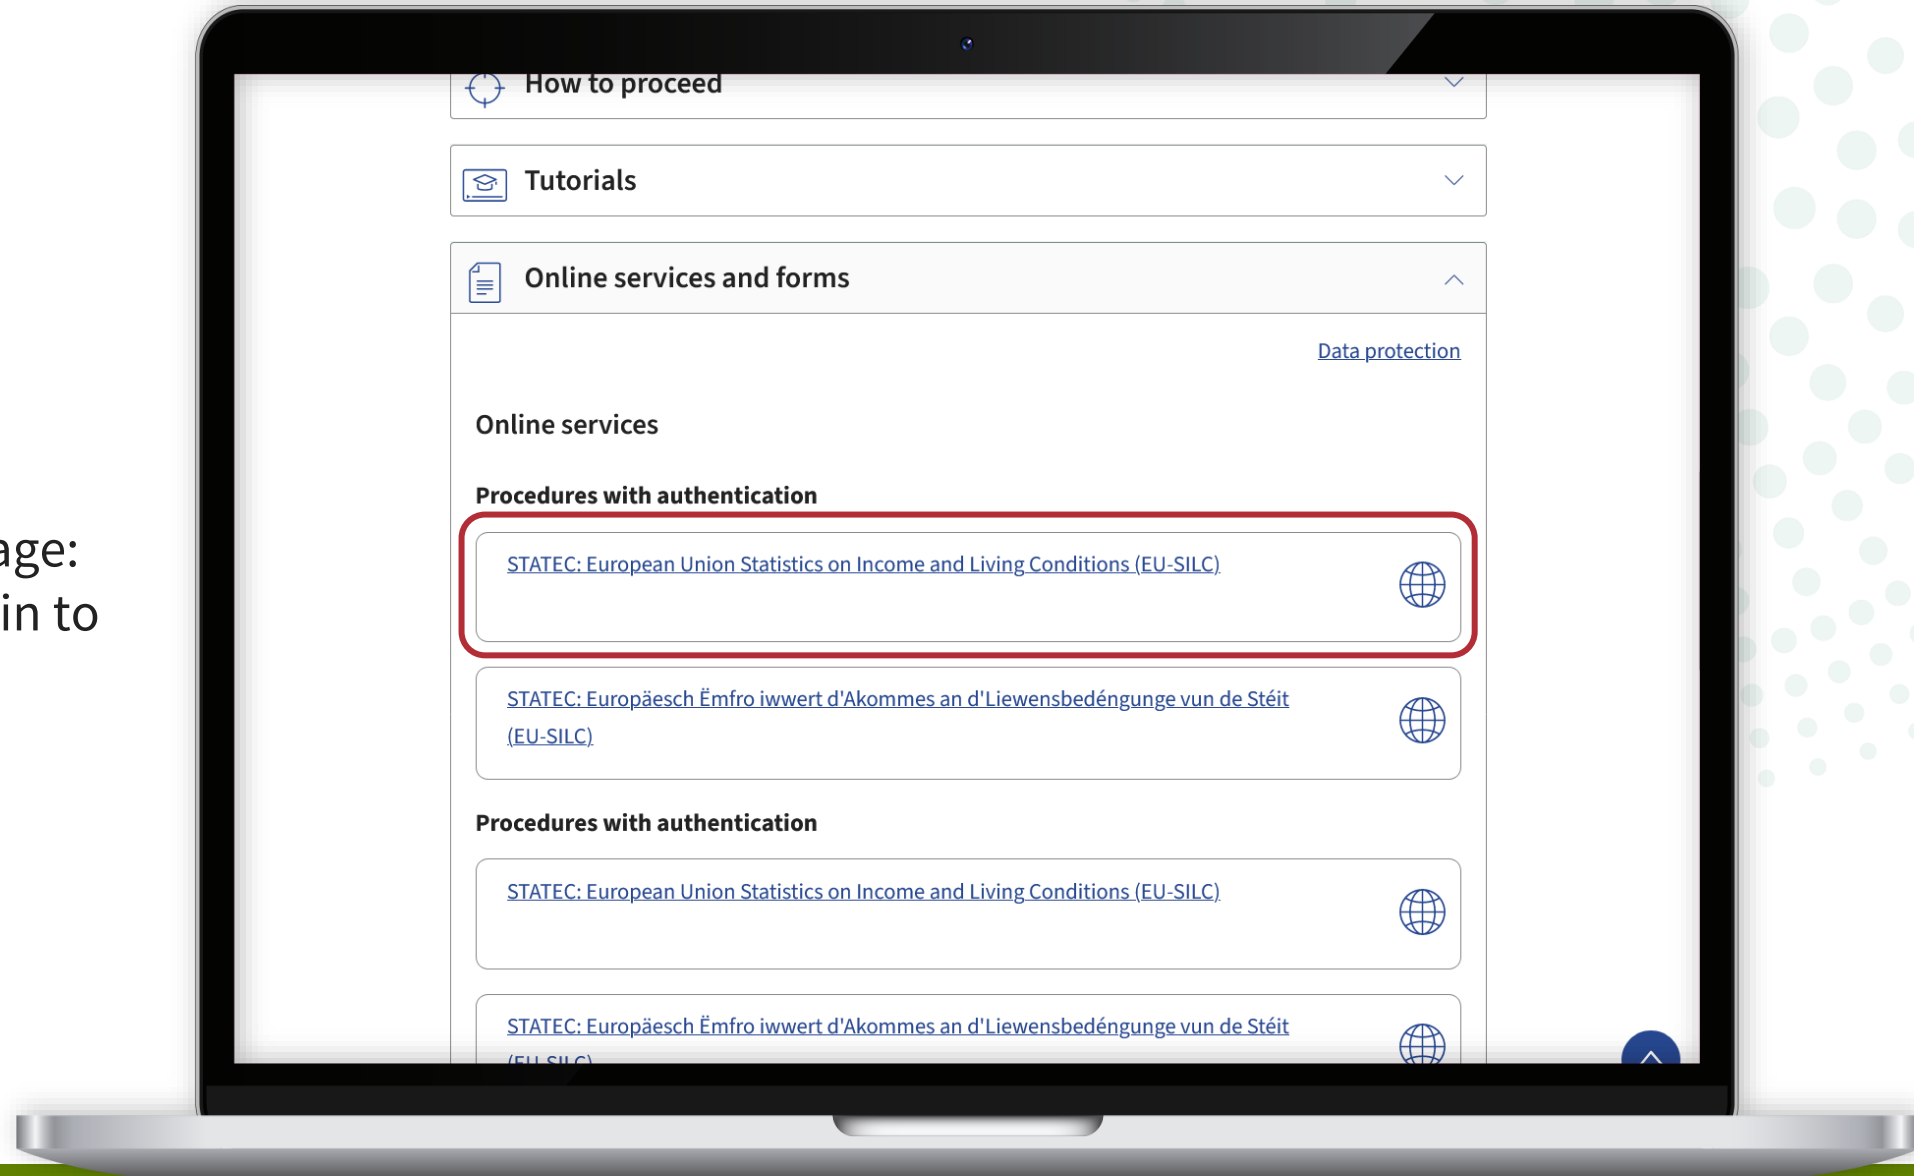 How to proceed
Tutorials
Online services and forms
Data protection
Online services
Procedures with authentication
age:
in to
STATEC: European Union Statistics on Income and Living Conditions (EU-SILC)
STATEC: Europäesch Ëmfro iwwert d'Akommes an d'Liewensbedéngunge vun de Stéit
(EU-SILC)
Procedures with authentication
STATEC: European Union Statistics on Income and Living Conditions (EU-SILC)
STATEC: Europäesch Ëmfro iwwert d'Akommes an d'Liewensbedéngunge vun de Stéit
(EU-SILC)